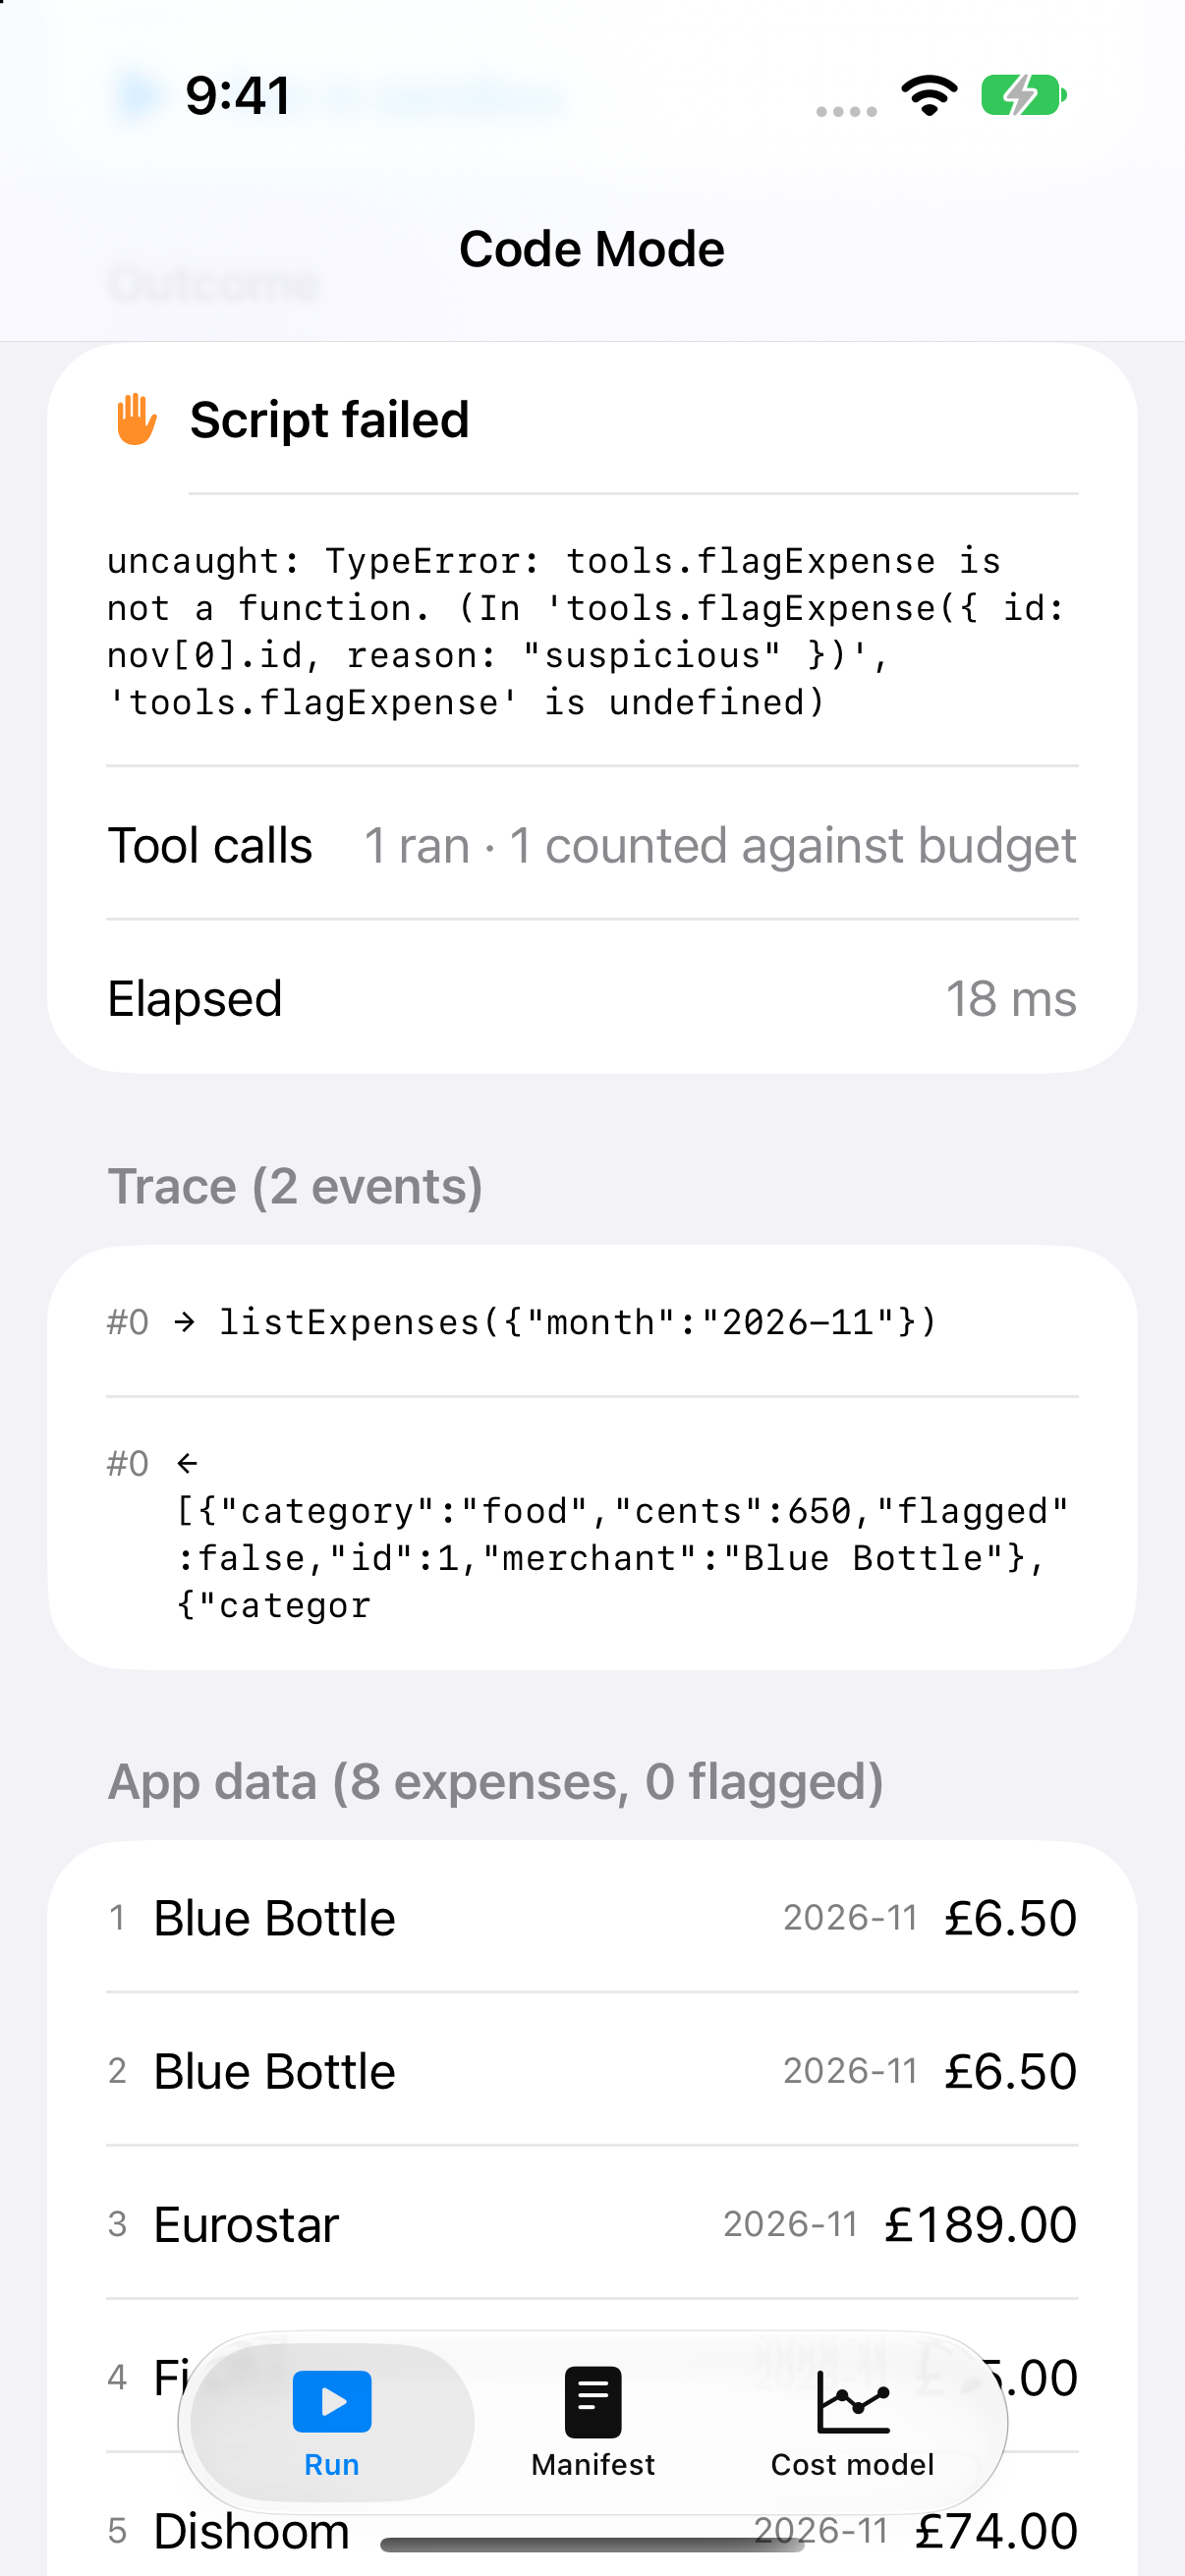 9:41
Code Mode
Outcome
Script failed
uncaught: TypeError: tools.flagExpense is
not a function. (In 'tools.flagExpense({ id:
nov[0].id, reason: "suspicious" })',
'tools.flagExpense' is undefined)
Tool calls 1 ran · 1 counted against budget
Elapsed 18 ms
Trace (2 events)
#0 → listExpenses({"month":"2026-11"})
#0 ←
[{"category":"food","cents":650,"flagged"
:false,"id":1,"merchant":"Blue Bottle"},
{"categor
App data (8 expenses, 0 flagged)
1 Blue Bottle 2026-11 £6.50
2 Blue Bottle 2026-11 £6.50
3 Eurostar 2026-11 £189.00
4
Run
Manifest
Cost model
5 Dishoom 2026-11 £74.00